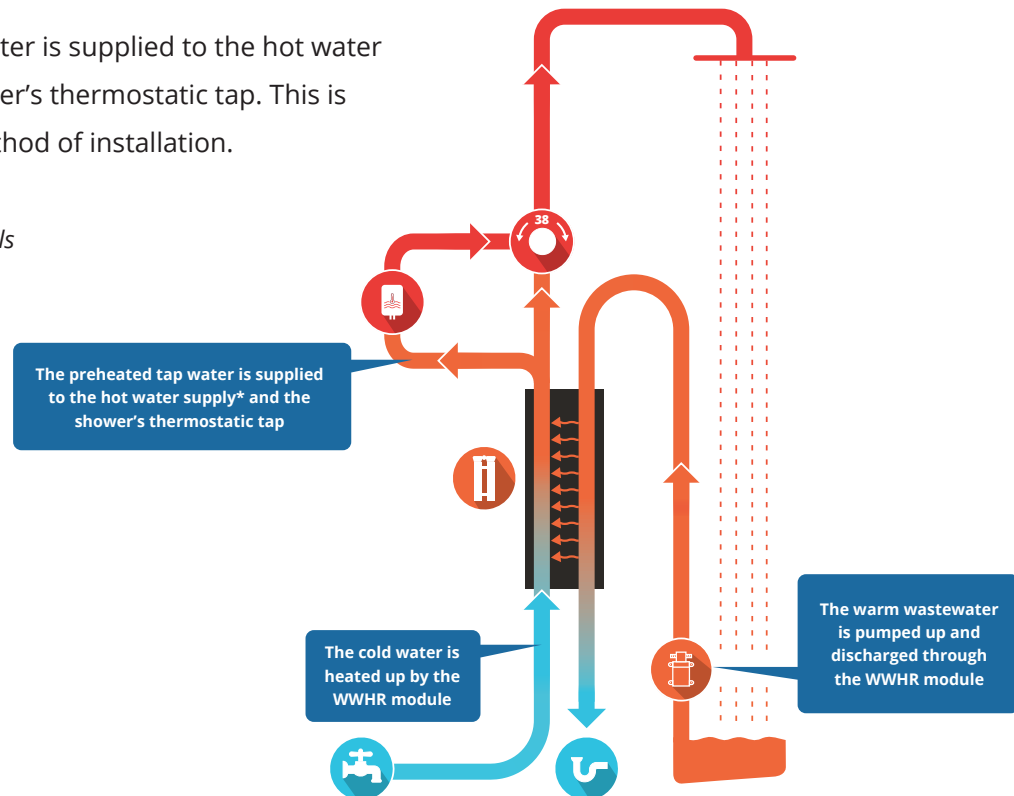 ter is supplied to the hot water
er’s thermostatic tap. This is
thod of installation.
ls
38
The preheated tap water is supplied
to the hot water supply* and the
shower’s thermostatic tap
The cold water is
heated up by the
WWHR module
The warm wastewater
is pumped up and
discharged through
the WWHR module